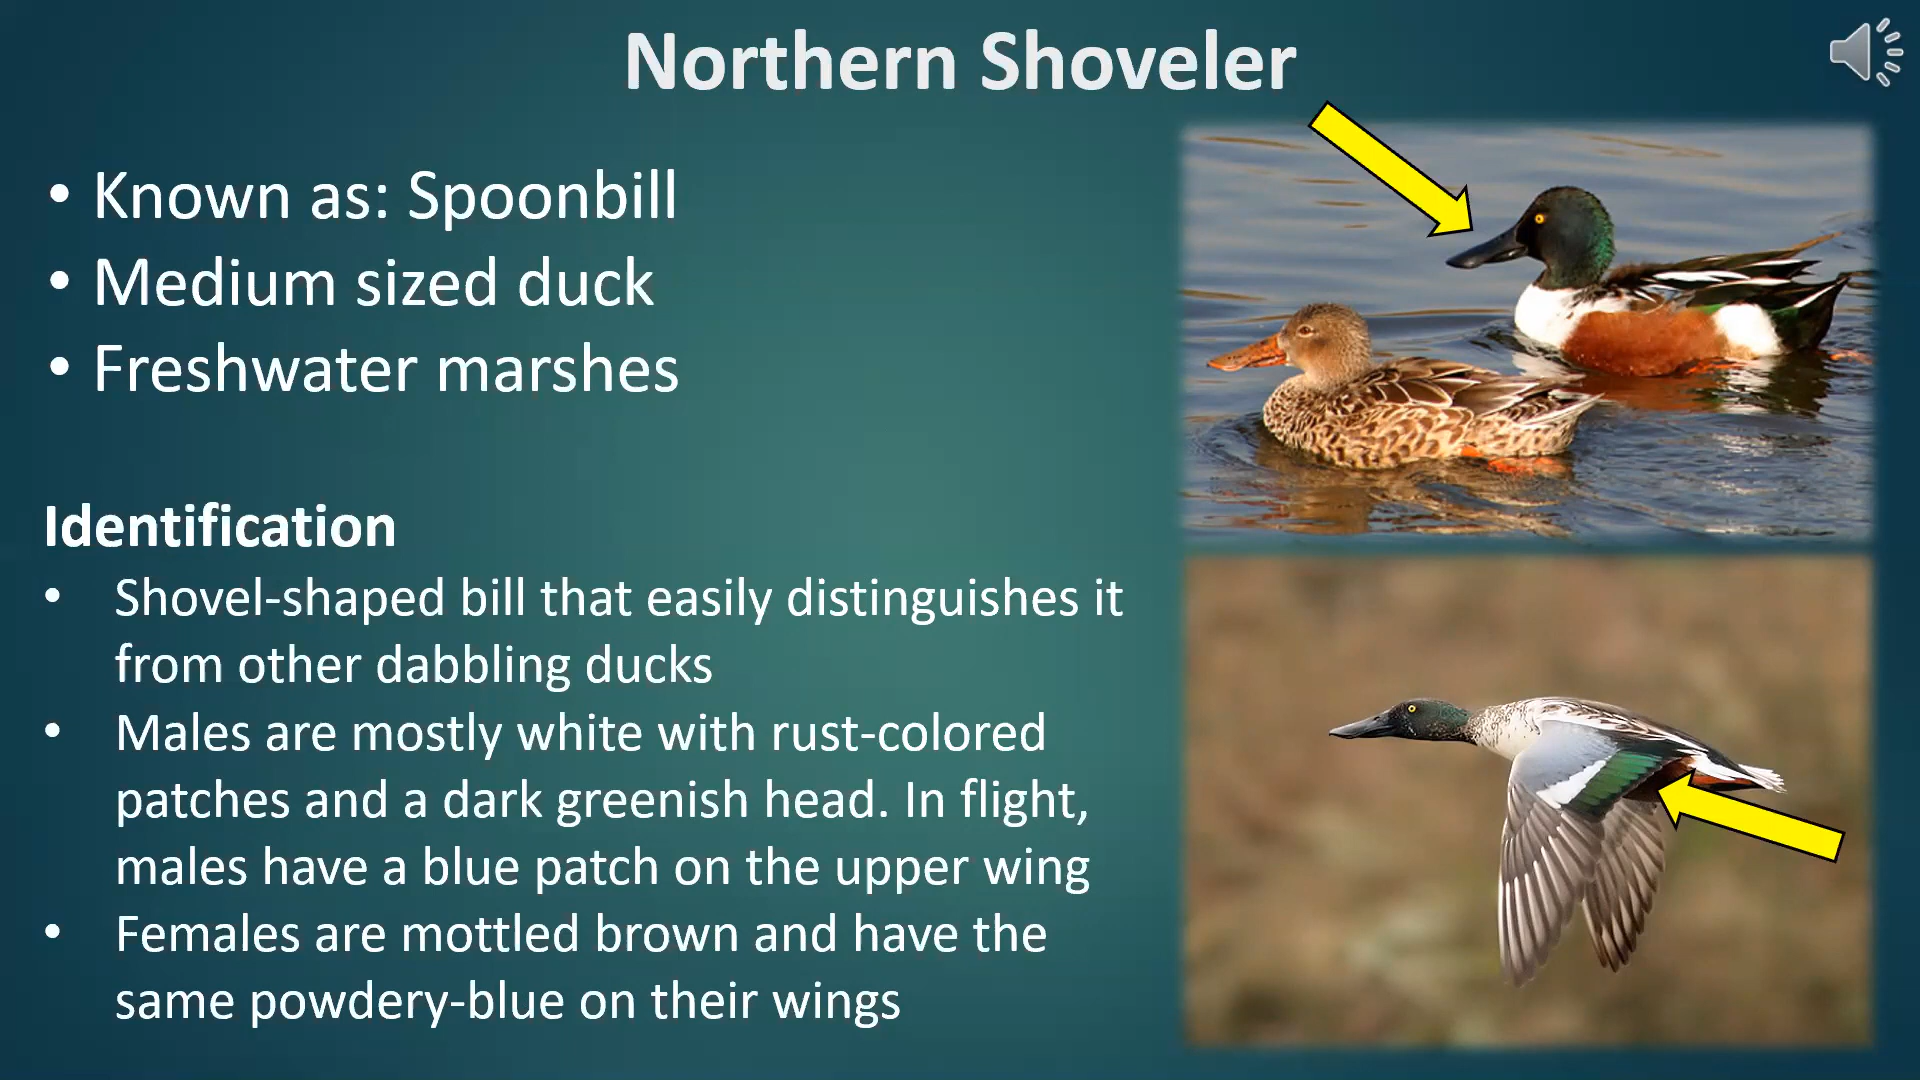 Northern Shoveler
• Known as: Spoonbill
• Medium sized duck
• Freshwater marshes
Identification
• Shovel-shaped bill that easily distinguishes it
from other dabbling ducks
• Males are mostly white with rust-colored
patches and a dark greenish head. In flight,
males have a blue patch on the upper wing
• Females are mottled brown and have the
same powdery-blue on their wings